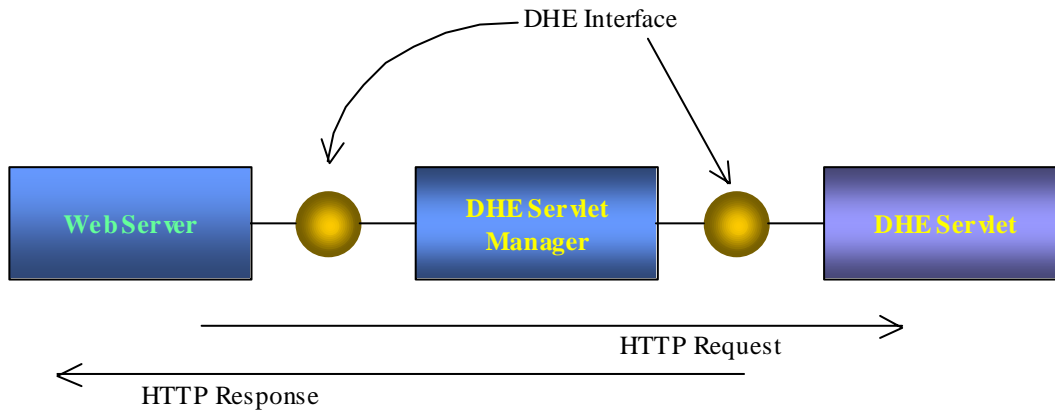 DHE Interface
Web Server
DHE Servlet
Manager
DHE Servlet
HTTP Request
HTTP Response